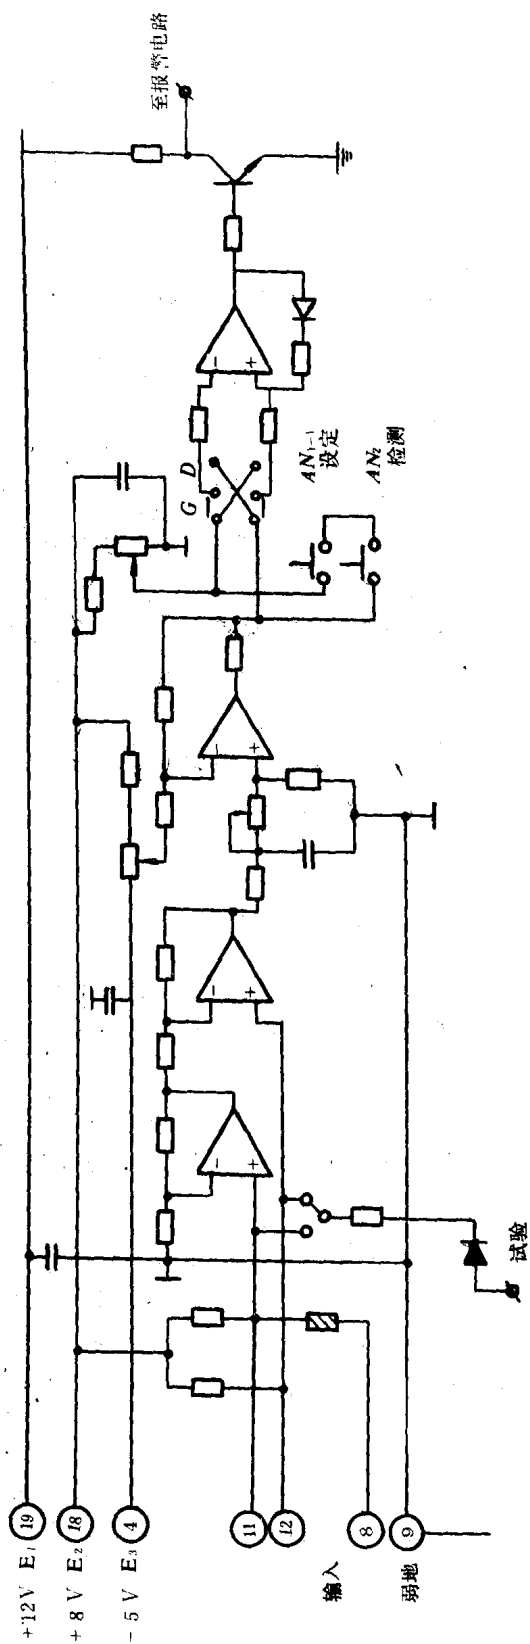 +12V E₁ 19
+8V E₂ 18
-5V E₃ 4
11
12
输入
8
弱地 9
试验
G D
AN₁₋₁
设定
AN₂
检测
至报警电路
- +
- +
- +
- +